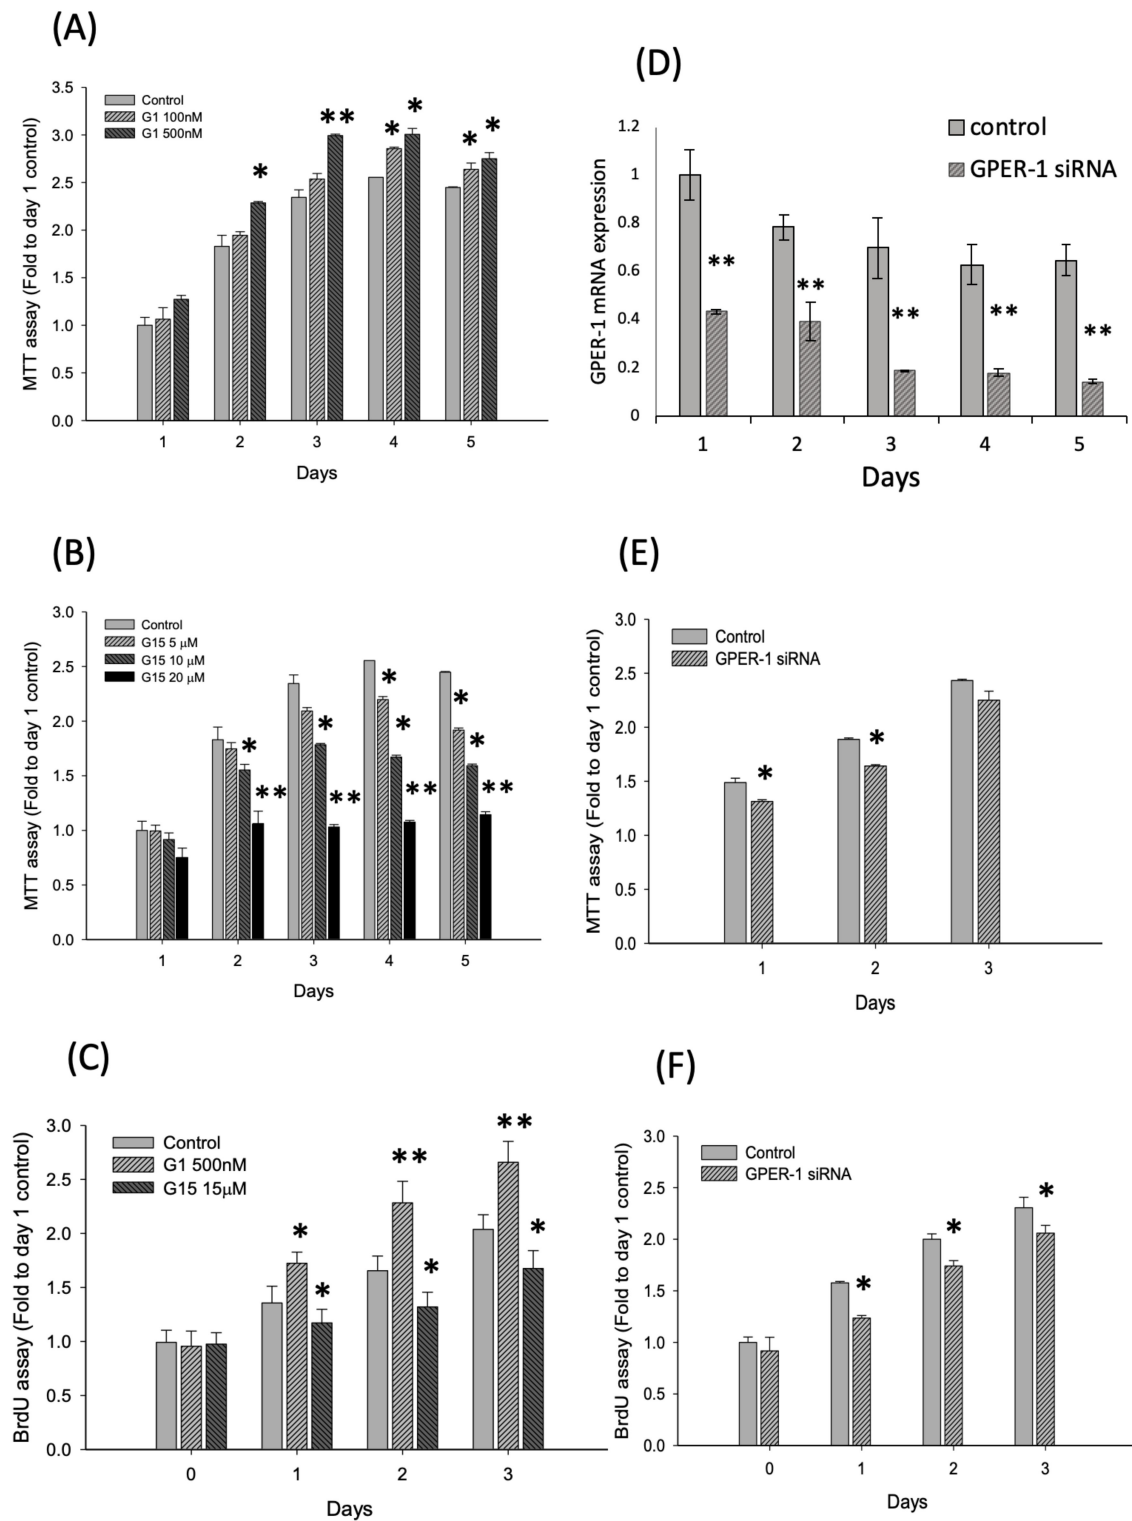 (A)
3.5
3.0
2.5
2.0
1.5
1.0
0.5
0.0
MTT assay (Fold to day 1 control)
Control
G1 100nM
G1 500nM
*
**
*
*
*
*
1 2 3 4 5
Days
(D)
1.2
1
0.8
0.6
0.4
0.2
0
GPER-1 mRNA expression
control
GPER-1 siRNA
**
**
**
**
**
1 2 3 4 5
Days
(B)
3.0
2.5
2.0
1.5
1.0
0.5
0.0
MTT assay (Fold to day 1 control)
Control
G15 5 μM
G15 10 μM
G15 20 μM
*
**
*
**
*
*
**
*
*
**
1 2 3 4 5
Days
(E)
3.0
2.5
2.0
1.5
1.0
0.5
0.0
MTT assay (Fold to day 1 control)
Control
GPER-1 siRNA
*
*
1 2 3
Days
(C)
3.0
2.5
2.0
1.5
1.0
0.5
0.0
BrdU assay (Fold to day 1 control)
Control
G1 500nM
G15 15μM
*
*
**
*
**
*
0 1 2 3
Days
(F)
3.0
2.5
2.0
1.5
1.0
0.5
0.0
BrdU assay (Fold to day 1 control)
Control
GPER-1 siRNA
*
*
*
0 1 2 3
Days